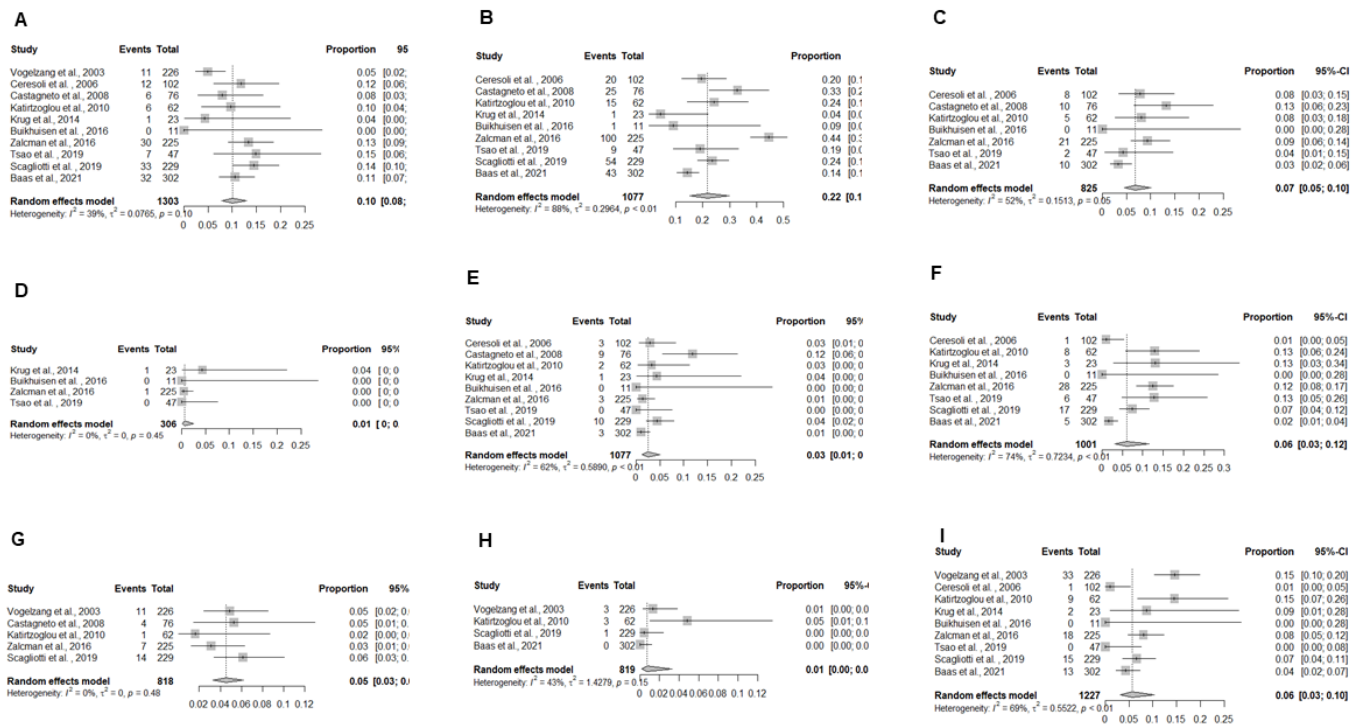 A
Study Events Total Proportion 95
Vogelzang et al., 2003 11 226 0.05 [0.02;
Ceresoli et al. , 2006 12 102 0.12 [0.06;
Castagneto et al., 2008 6 76 0.08 [0.03;
Katirtzoglou et al., 2010 6 62 0.10 [0.04;
Krug et al., 2014 1 23 0.04 [0.00;
Buikhuisen et al., 2016 0 11 0.00 [0.00;
Zalcman et al., 2016 30 225 0.13 [0.09;
Tsao et al., 2019 7 47 0.15 [0.06;
Scagliotti et al., 2019 33 229 0.14 [0.10;
Baas et al., 2021 32 302 0.11 [0.07;
Random effects model 1303 0.10 [0.08;
Heterogeneity: I² = 39%, τ² = 0.0765, p = 0.10
0 0.05 0.1 0.15 0.2 0.25
B
Study Events Total Proportion
Ceresoli et al. , 2006 20 102 0.20 [0.1
Castagneto et al., 2008 25 76 0.33 [0.2
Katirtzoglou et al., 2010 15 62 0.24 [0.1
Krug et al., 2014 1 23 0.04 [0.0
Buikhuisen et al., 2016 1 11 0.09 [0.0
Zalcman et al., 2016 100 225 0.44 [0.3
Tsao et al., 2019 9 47 0.19 [0.0
Scagliotti et al., 2019 54 229 0.24 [0.1
Baas et al., 2021 43 302 0.14 [0.1
Random effects model 1077 0.22 [0.1
Heterogeneity: I² = 88%, τ² = 0.2964, p < 0.01
0.1 0.2 0.3 0.4 0.5
C
Study Events Total Proportion 95%-CI
Ceresoli et al. , 2006 8 102 0.08 [0.03; 0.15]
Castagneto et al., 2008 10 76 0.13 [0.06; 0.23]
Katirtzoglou et al., 2010 5 62 0.08 [0.03; 0.18]
Buikhuisen et al., 2016 0 11 0.00 [0.00; 0.28]
Zalcman et al., 2016 21 225 0.09 [0.06; 0.14]
Tsao et al., 2019 2 47 0.04 [0.01; 0.15]
Baas et al., 2021 10 302 0.03 [0.02; 0.06]
Random effects model 825 0.07 [0.05; 0.10]
Heterogeneity: I² = 52%, τ² = 0.1513, p = 0.05
0 0.05 0.1 0.15 0.2 0.25
D
Study Events Total Proportion 95%
Krug et al., 2014 1 23 0.04 [0; 0
Buikhuisen et al., 2016 0 11 0.00 [0; 0
Zalcman et al., 2016 1 225 0.00 [0; 0
Tsao et al., 2019 0 47 0.00 [0; 0
Random effects model 306 0.01 [0; 0.
Heterogeneity: I² = 0%, τ² = 0, p = 0.45
0 0.05 0.1 0.15 0.2 0.25
E
Study Events Total Proportion 95%
Ceresoli et al. , 2006 3 102 0.03 [0.01; 0
Castagneto et al., 2008 9 76 0.12 [0.06; 0
Katirtzoglou et al., 2010 2 62 0.03 [0.00; 0
Krug et al., 2014 1 23 0.04 [0.00; 0
Buikhuisen et al., 2016 0 11 0.00 [0.00; 0
Zalcman et al., 2016 3 225 0.01 [0.00; 0
Tsao et al., 2019 0 47 0.00 [0.00; 0
Scagliotti et al., 2019 10 229 0.04 [0.02; 0
Baas et al., 2021 3 302 0.01 [0.00; 0
Random effects model 1077 0.03 [0.01; 0
Heterogeneity: I² = 62%, τ² = 0.5890, p < 0.01
0 0.05 0.1 0.15 0.2 0.25
F
Study Events Total Proportion 95%-CI
Ceresoli et al. , 2006 1 102 0.01 [0.00; 0.05]
Katirtzoglou et al., 2010 8 62 0.13 [0.06; 0.24]
Krug et al., 2014 3 23 0.13 [0.03; 0.34]
Buikhuisen et al., 2016 0 11 0.00 [0.00; 0.28]
Zalcman et al., 2016 28 225 0.12 [0.08; 0.17]
Tsao et al., 2019 6 47 0.13 [0.05; 0.26]
Scagliotti et al., 2019 17 229 0.07 [0.04; 0.12]
Baas et al., 2021 5 302 0.02 [0.01; 0.04]
Random effects model 1001 0.06 [0.03; 0.12]
Heterogeneity: I² = 74%, τ² = 0.7234, p < 0.01
0 0.05 0.1 0.15 0.2 0.25 0.3
G
Study Events Total Proportion 95%
Vogelzang et al., 2003 11 226 0.05 [0.02; 0.
Castagneto et al., 2008 4 76 0.05 [0.01; 0.
Katirtzoglou et al., 2010 1 62 0.02 [0.00; 0.
Zalcman et al., 2016 7 225 0.03 [0.01; 0.
Scagliotti et al., 2019 14 229 0.06 [0.03; 0.
Random effects model 818 0.05 [0.03; 0.
Heterogeneity: I² = 0%, τ² = 0, p = 0.48
0.02 0.04 0.06 0.08 0.1 0.12
H
Study Events Total Proportion 95%-
Vogelzang et al., 2003 3 226 0.01 [0.00; 0.0
Katirtzoglou et al., 2010 3 62 0.05 [0.01; 0.1
Scagliotti et al., 2019 1 229 0.00 [0.00; 0.0
Baas et al., 2021 0 302 0.00 [0.00; 0.0
Random effects model 819 0.01 [0.00; 0.0
Heterogeneity: I² = 43%, τ² = 1.4279, p = 0.15
0 0.02 0.04 0.06 0.08 0.1 0.12
I
Study Events Total Proportion 95%-CI
Vogelzang et al., 2003 33 226 0.15 [0.10; 0.20]
Ceresoli et al. , 2006 1 102 0.01 [0.00; 0.05]
Katirtzoglou et al., 2010 9 62 0.15 [0.07; 0.26]
Krug et al., 2014 2 23 0.09 [0.01; 0.28]
Buikhuisen et al., 2016 0 11 0.00 [0.00; 0.28]
Zalcman et al., 2016 18 225 0.08 [0.05; 0.12]
Tsao et al., 2019 0 47 0.00 [0.00; 0.08]
Scagliotti et al., 2019 15 229 0.07 [0.04; 0.11]
Baas et al., 2021 13 302 0.04 [0.02; 0.07]
Random effects model 1227 0.06 [0.03; 0.10]
Heterogeneity: I² = 69%, τ² = 0.5522, p < 0.01
0 0.05 0.1 0.15 0.2 0.25